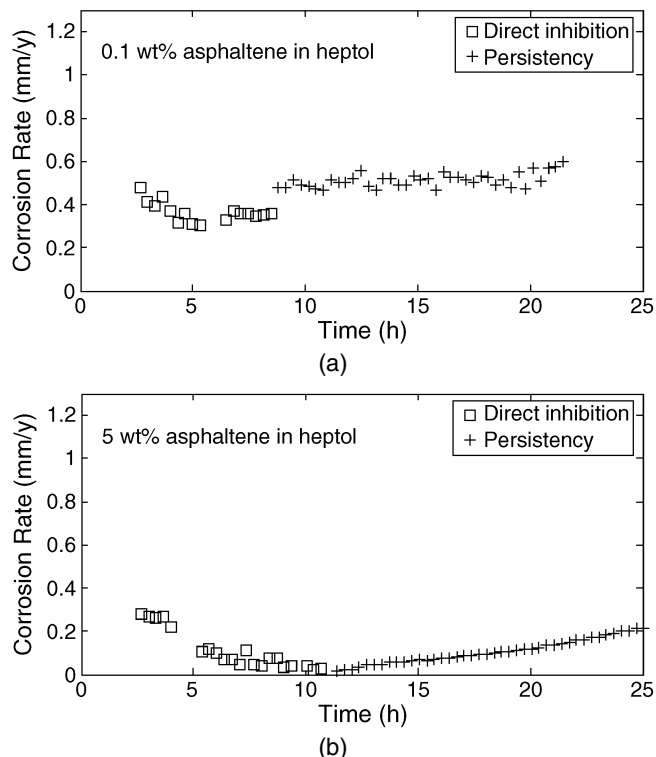 1.2
1
0.8
0.6
0.4
0.2
0
Corrosion Rate (mm/y)
0.1 wt% asphaltene in heptol
Direct inhibition
Persistency
0 5 10 15 20 25
Time (h)
(a)
1.2
1
0.8
0.6
0.4
0.2
0
Corrosion Rate (mm/y)
5 wt% asphaltene in heptol
Direct inhibition
Persistency
0 5 10 15 20 25
Time (h)
(b)